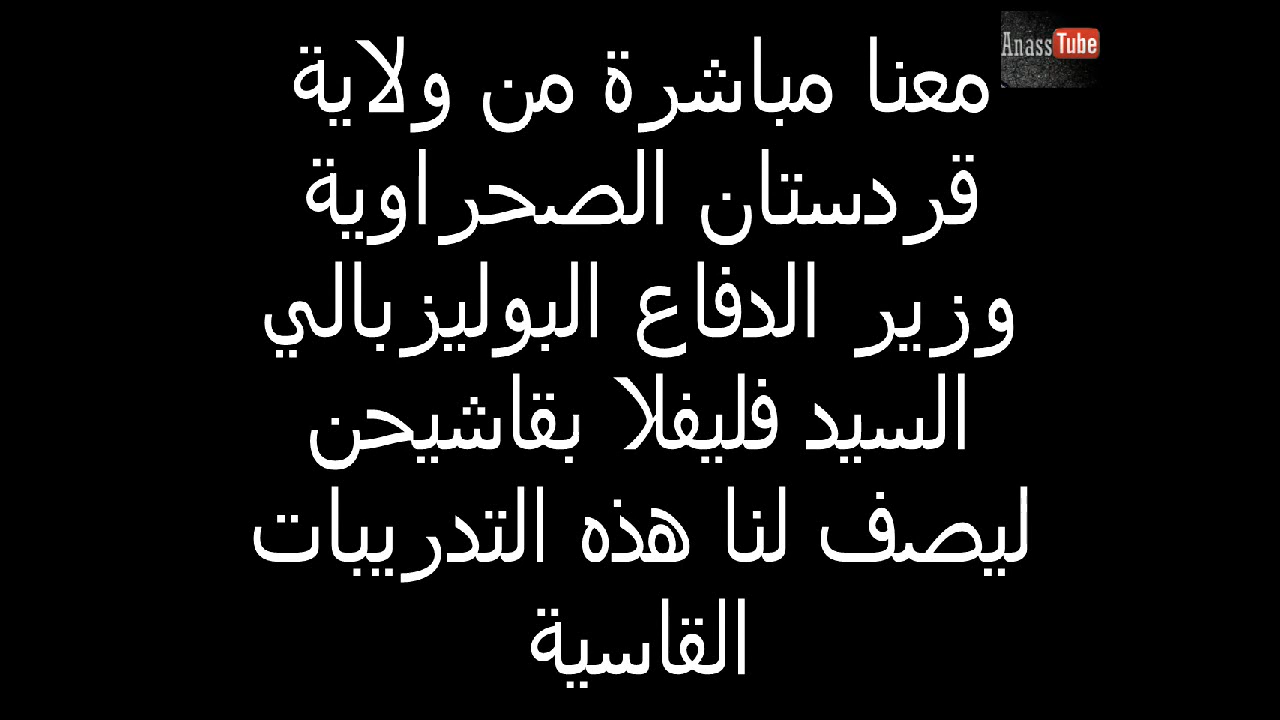 AnassTube
معنا مباشرة من ولاية
قردستان الصحراوية
وزير الدفاع البوليزبالي
السيد فليفلا بقاشيحن
ليصف لنا هذه التدريبات
القاسية